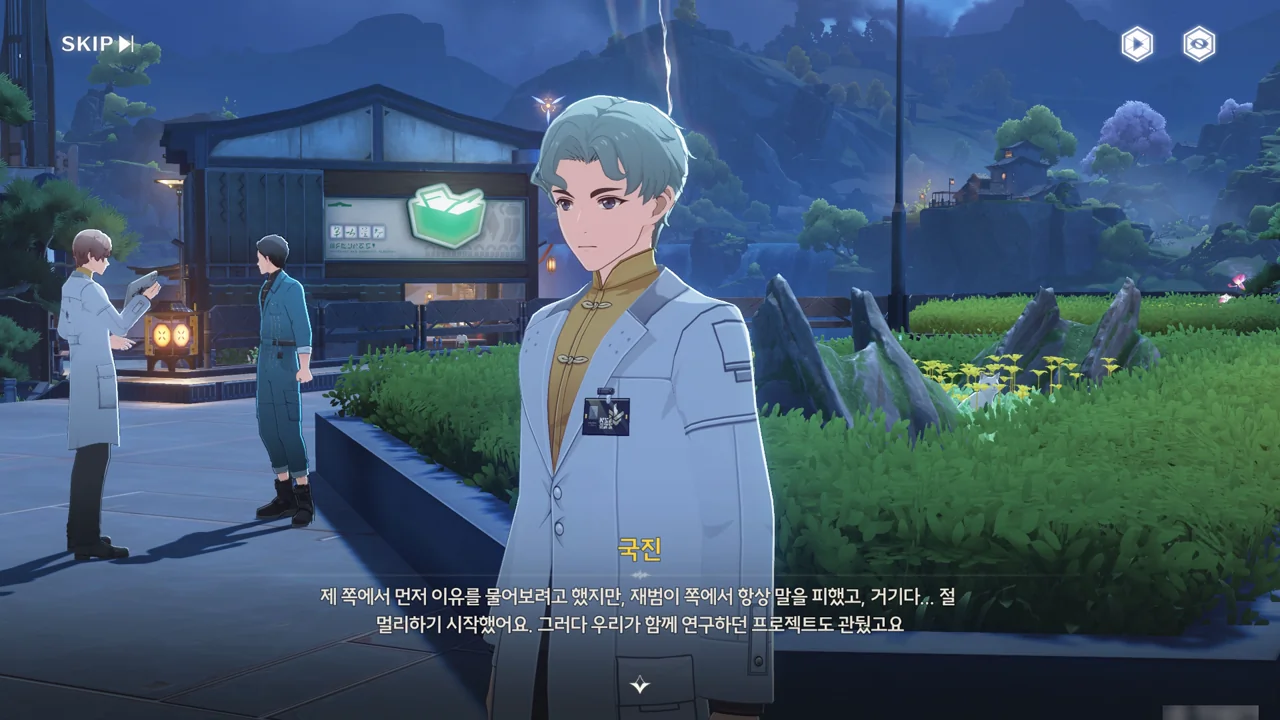 SKIP
국진
제 쪽에서 먼저 이유를 물어보려고 했지만, 재범이 쪽에서 항상 말을 피했고, 거기다... 절
멀리하기 시작했어요. 그러다 우리가 함께 연구하던 프로젝트도 관뒀고요